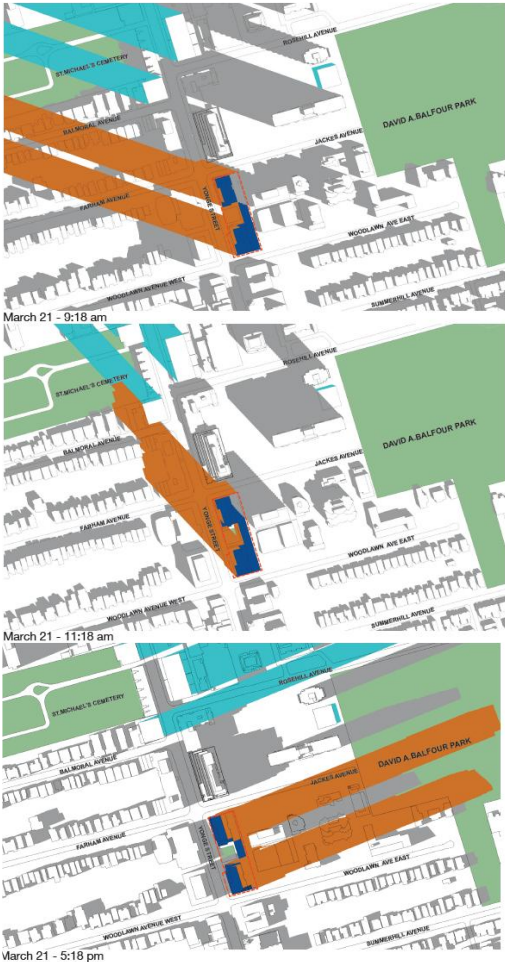 ROSEHILL AVENUE
ST.MICHAEL'S CEMETERY
DAVID A.BALFOUR PARK
BALMORAL AVENUE
JACKES AVENUE
YONGE STREET
FARHAM AVENUE
WOODLAWN AVE EAST
WOODLAWN AVENUE WEST
SUMMERHILL AVENUE
March 21 - 9:18 am
ROSEHILL AVENUE
ST.MICHAEL'S CEMETERY
DAVID A.BALFOUR PARK
BALMORAL AVENUE
JACKES AVENUE
YONGE STREET
FARHAM AVENUE
WOODLAWN AVE EAST
WOODLAWN AVENUE WEST
SUMMERHILL AVENUE
March 21 - 11:18 am
ROSEHILL AVENUE
ST.MICHAEL'S CEMETERY
DAVID A.BALFOUR PARK
BALMORAL AVENUE
JACKES AVENUE
YONGE STREET
FARHAM AVENUE
WOODLAWN AVE EAST
WOODLAWN AVENUE WEST
SUMMERHILL AVENUE
March 21 - 5:18 pm